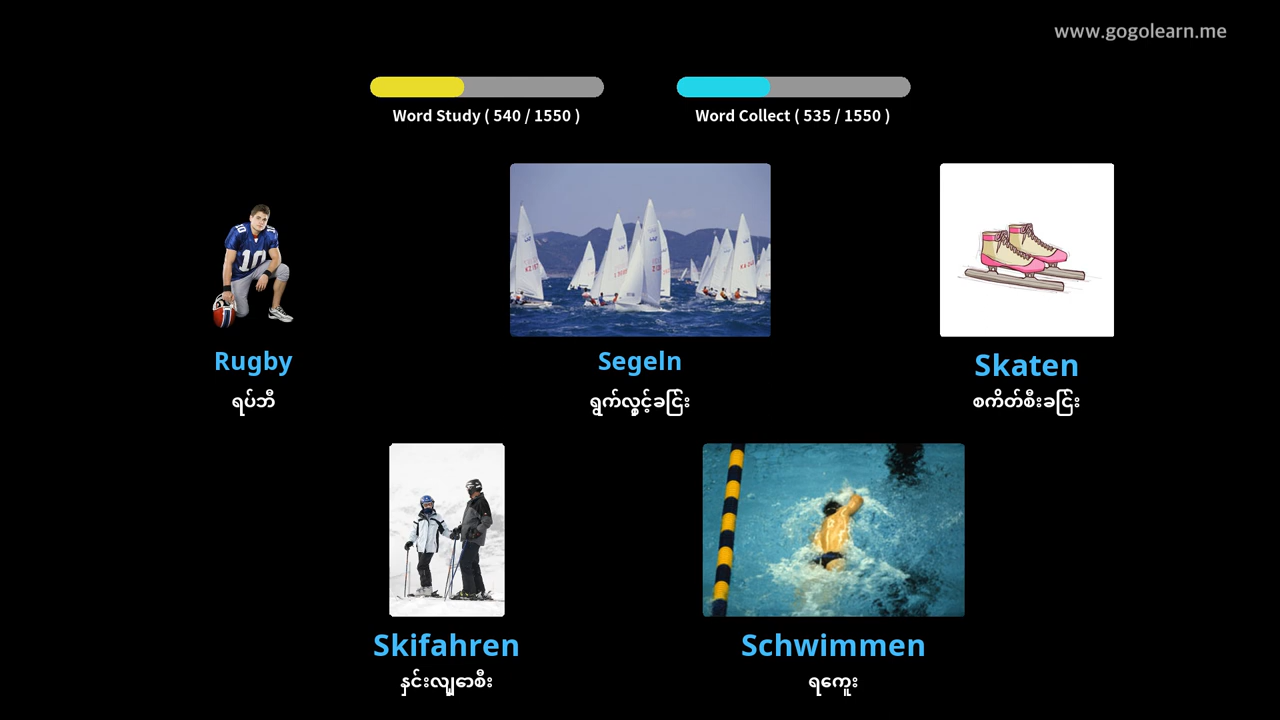 www.gogolearn.me
Word Study ( 540 / 1550 )
Word Collect ( 535 / 1550 )
Rugby
Segeln
Skaten
ရပ်ဘီ
ရွက်လွှင့်ခြင်း
စကိတ်စီးခြင်း
Skifahren
Schwimmen
နှင်းလျှောစီး
ရေကူး